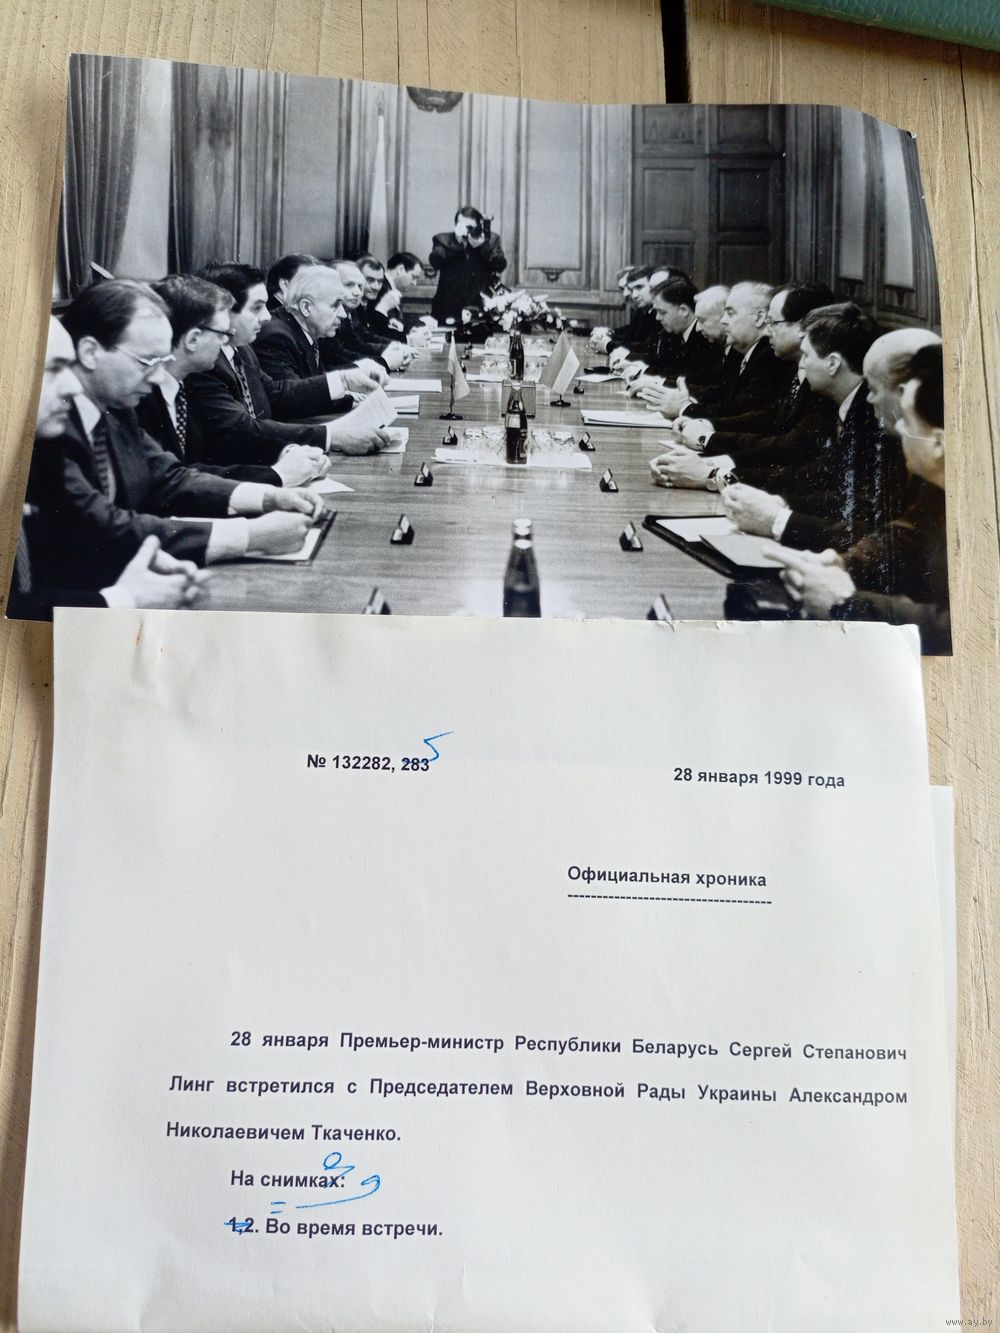 № 132282, 283 5
28 января 1999 года
Официальная хроника
28 января Премьер-министр Республики Беларусь Сергей Степанович
Линг встретился с Председателем Верховной Рады Украины Александром
Николаевичем Ткаченко.
На снимках: е
1,2. Во время встречи.
www.ay.by